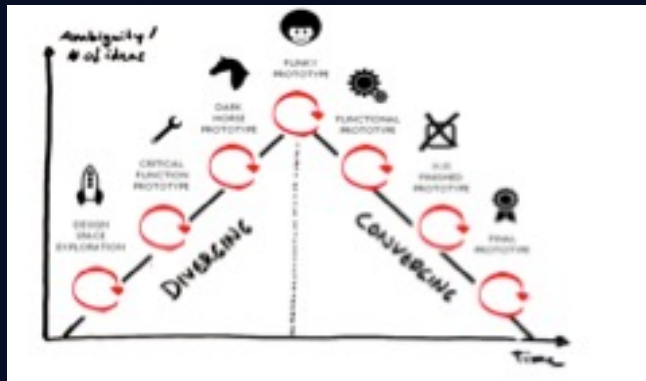 Ambiguity /
# of ideas
FUNKY
PROTOTYPE
DARK
HORSE
PROTOTYPE
FUNCTIONAL
PROTOTYPE
CRITICAL
FUNCTION
PROTOTYPE
FINISHED
PROTOTYPE
DESIGN
SPACE
EXPLORATION
FINAL
PROTOTYPE
DIVERGING
CONVERGING
Time